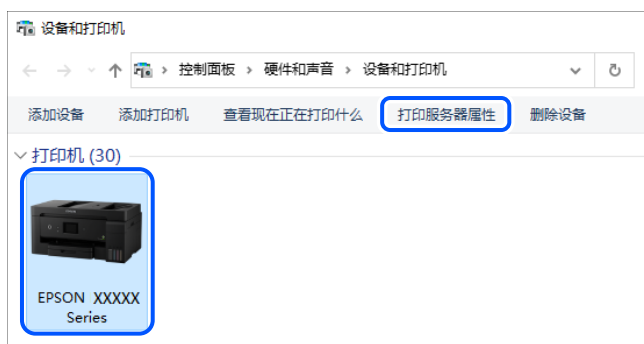 设备和打印机
控制面板 › 硬件和声音 › 设备和打印机
添加设备 添加打印机 查看现在正在打印什么 打印服务器属性 删除设备
打印机 (30)
EPSON XXXXX
Series